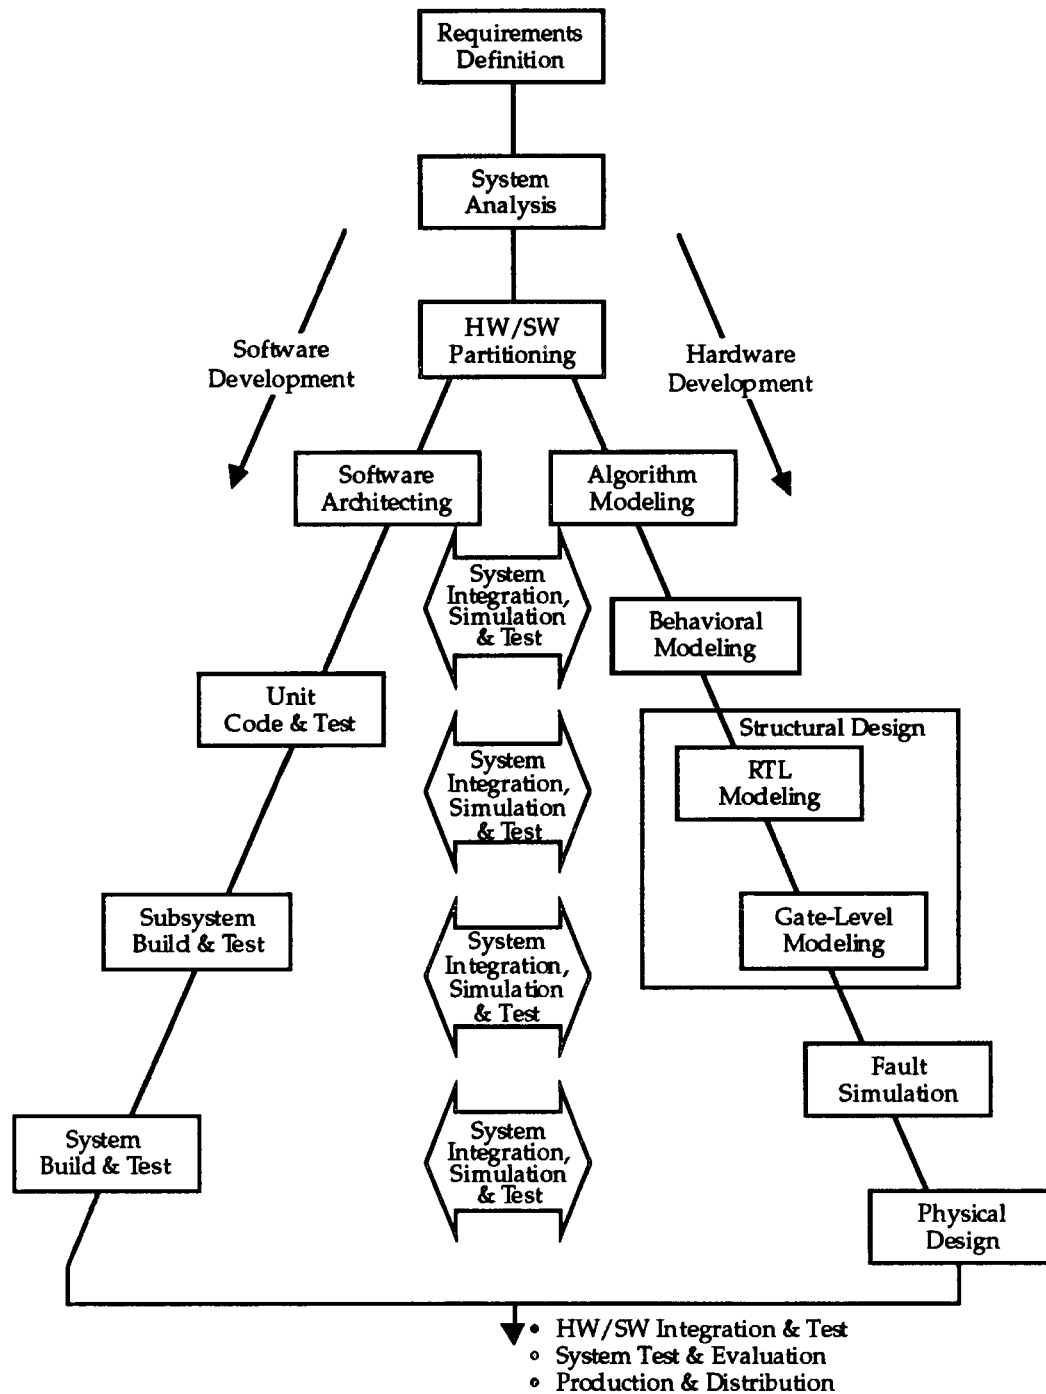 Requirements
Definition
System
Analysis
HW/SW
Partitioning
Software
Development
Hardware
Development
Software
Architecting
Algorithm
Modeling
System
Integration,
Simulation
& Test
Behavioral
Modeling
Unit
Code & Test
Structural Design
RTL
Modeling
System
Integration,
Simulation
& Test
Subsystem
Build & Test
Gate-Level
Modeling
System
Integration,
Simulation
& Test
Fault
Simulation
System
Build & Test
System
Integration,
Simulation
& Test
Physical
Design
• HW/SW Integration & Test
• System Test & Evaluation
• Production & Distribution